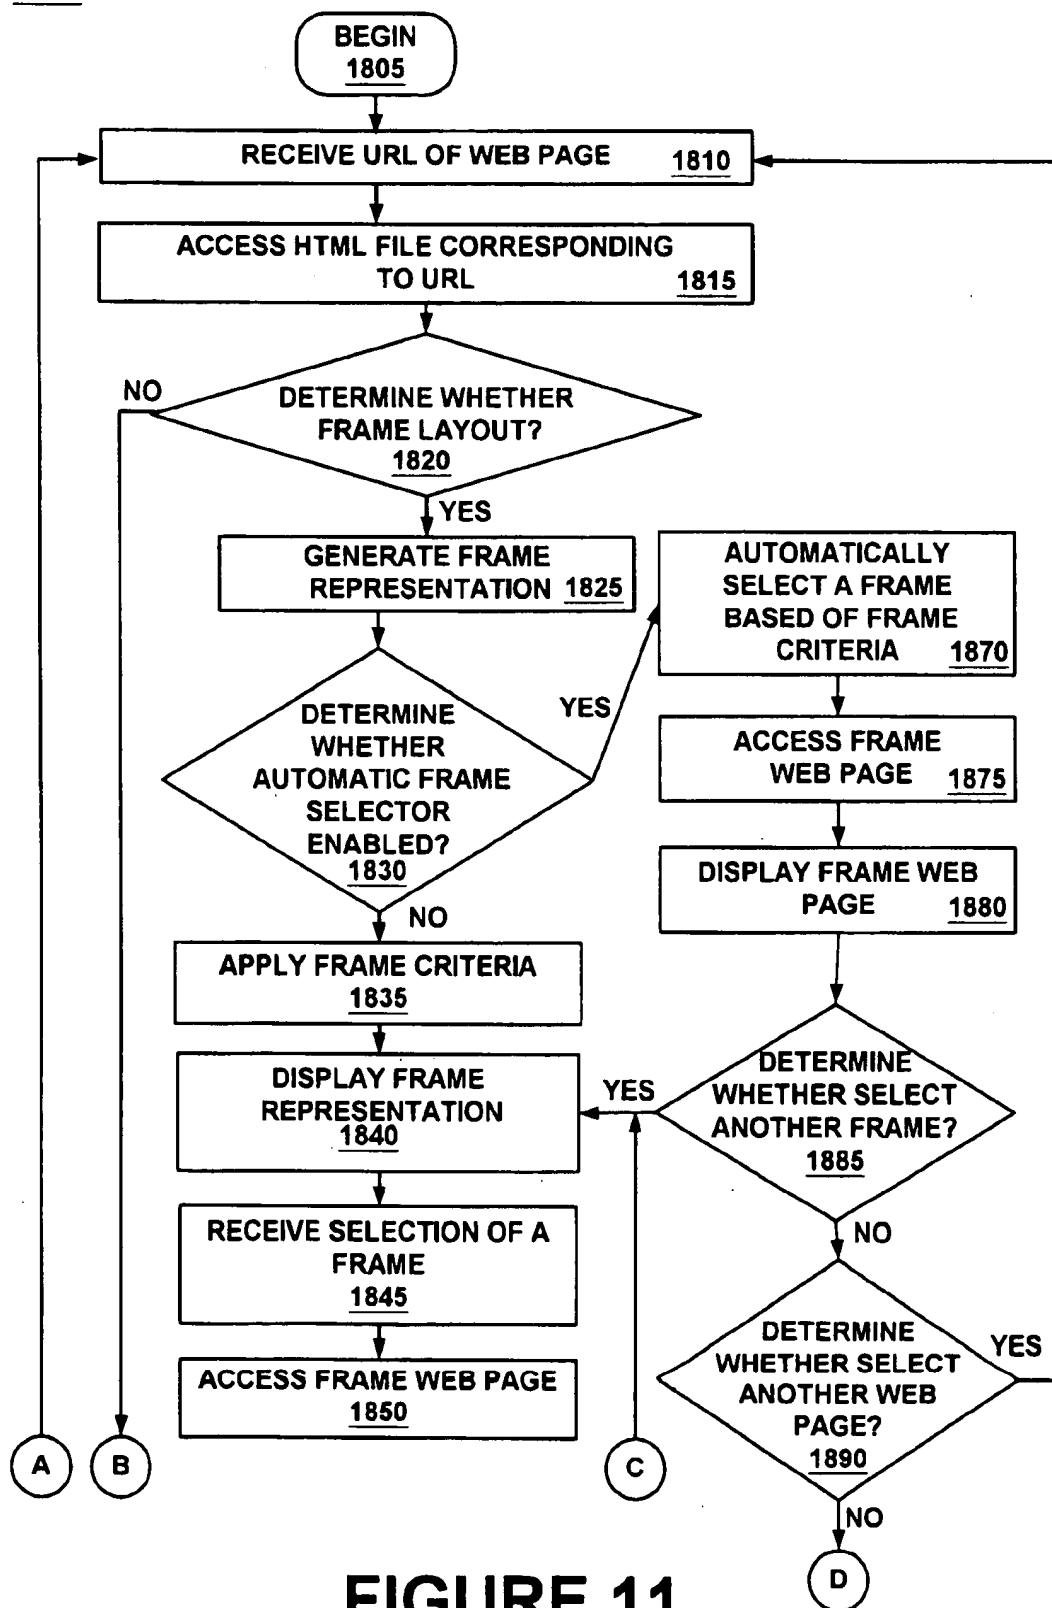 BEGIN
1805
RECEIVE URL OF WEB PAGE 1810
ACCESS HTML FILE CORRESPONDING
TO URL 1815
NO
DETERMINE WHETHER
FRAME LAYOUT?
1820
YES
GENERATE FRAME
REPRESENTATION 1825
DETERMINE
WHETHER
AUTOMATIC FRAME
SELECTOR
ENABLED?
1830
YES
NO
AUTOMATICALLY
SELECT A FRAME
BASED OF FRAME
CRITERIA 1870
ACCESS FRAME
WEB PAGE 1875
DISPLAY FRAME WEB
PAGE 1880
APPLY FRAME CRITERIA
1835
DISPLAY FRAME
REPRESENTATION
1840
YES
DETERMINE
WHETHER SELECT
ANOTHER FRAME?
1885
NO
RECEIVE SELECTION OF A
FRAME
1845
ACCESS FRAME WEB PAGE
1850
DETERMINE
WHETHER SELECT
ANOTHER WEB
PAGE?
1890
YES
NO
A
B
C
D
FIGURE 11